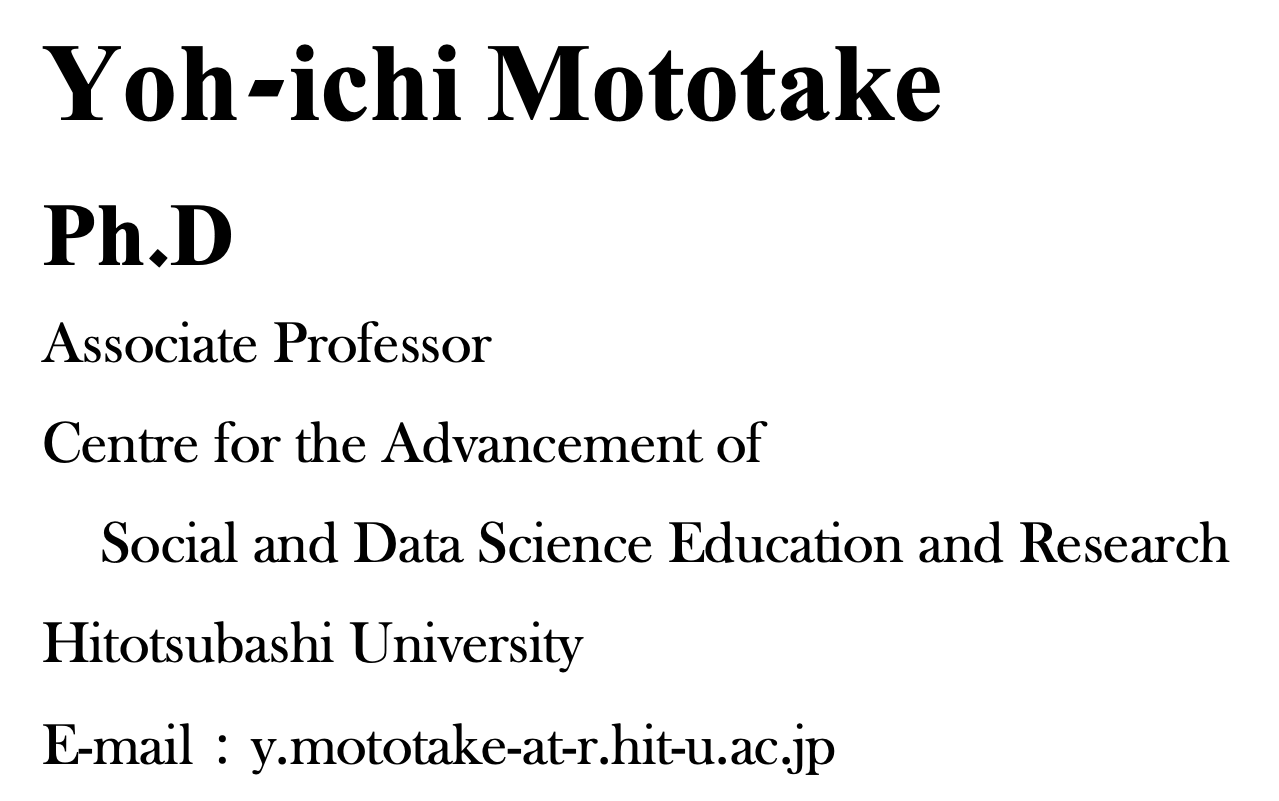 Yoh-ichi Mototake
Ph.D
Associate Professor
Centre for the Advancement of
Social and Data Science Education and Research
Hitotsubashi University
E-mail：y.mototake-at-r.hit-u.ac.jp